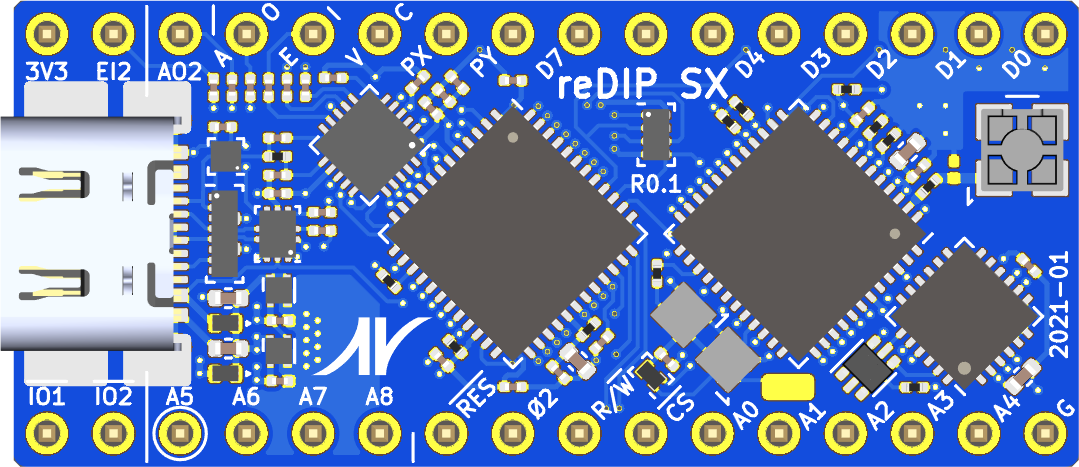 A O I C
E V
3V3 EI2 AO2 PX PY D7 reDIP SX D4 D3 D2 D1 D0
R0.1
2021-01
IO1 IO2 A5 A6 A7 A8 RES Ø2 R/W CS A0 A1 A2 A3 A4 G